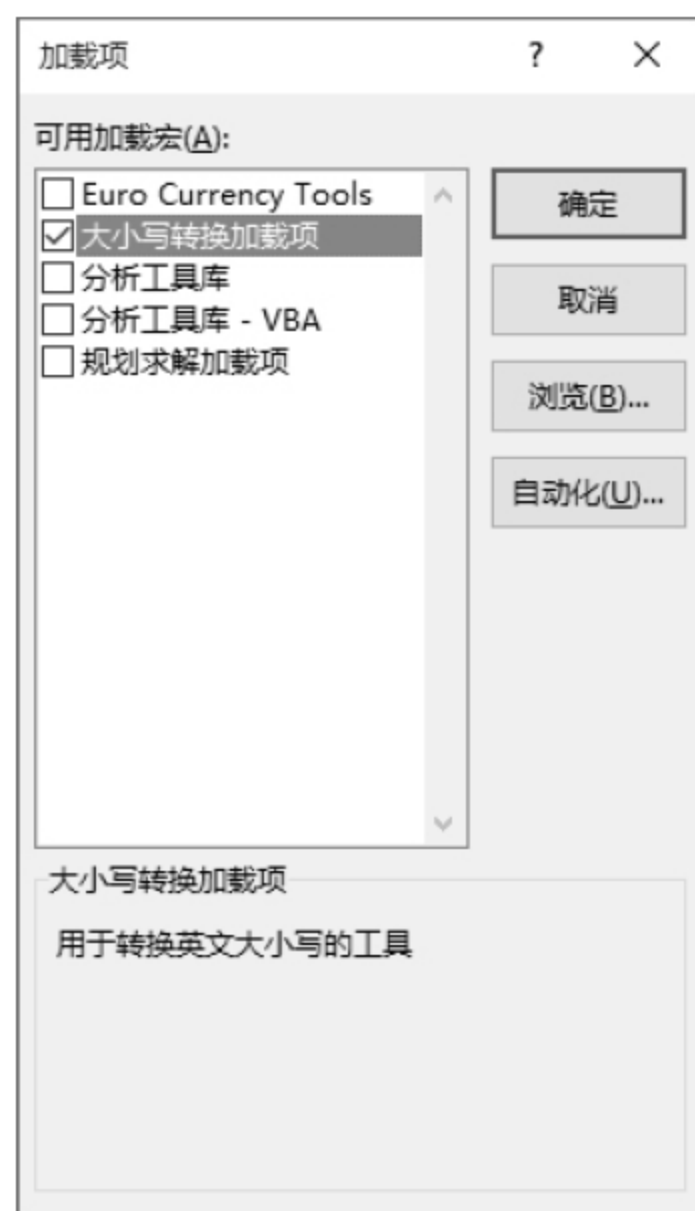 加载项 ?
可用加载宏(A):
Euro Currency Tools
大小写转换加载项
分析工具库
分析工具库 - VBA
规划求解加载项
确定
取消
浏览(B)...
自动化(U)...
大小写转换加载项
用于转换英文大小写的工具